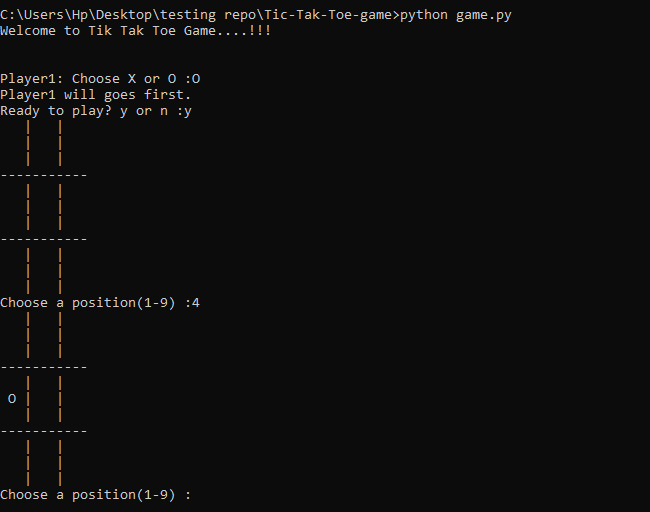 C:\Users\Hp\Desktop\testing repo\Tic-Tak-Toe-game>python game.py
Welcome to Tik Tak Toe Game....!!!
Player1: Choose X or O :O
Player1 will goes first.
Ready to play? y or n :y
   |   |
   |   |
   |   |
-----------
   |   |
   |   |
   |   |
-----------
   |   |
   |   |
   |   |
Choose a position(1-9) :4
   |   |
   |   |
   |   |
-----------
   |   |
 O |   |
   |   |
-----------
   |   |
   |   |
   |   |
Choose a position(1-9) :